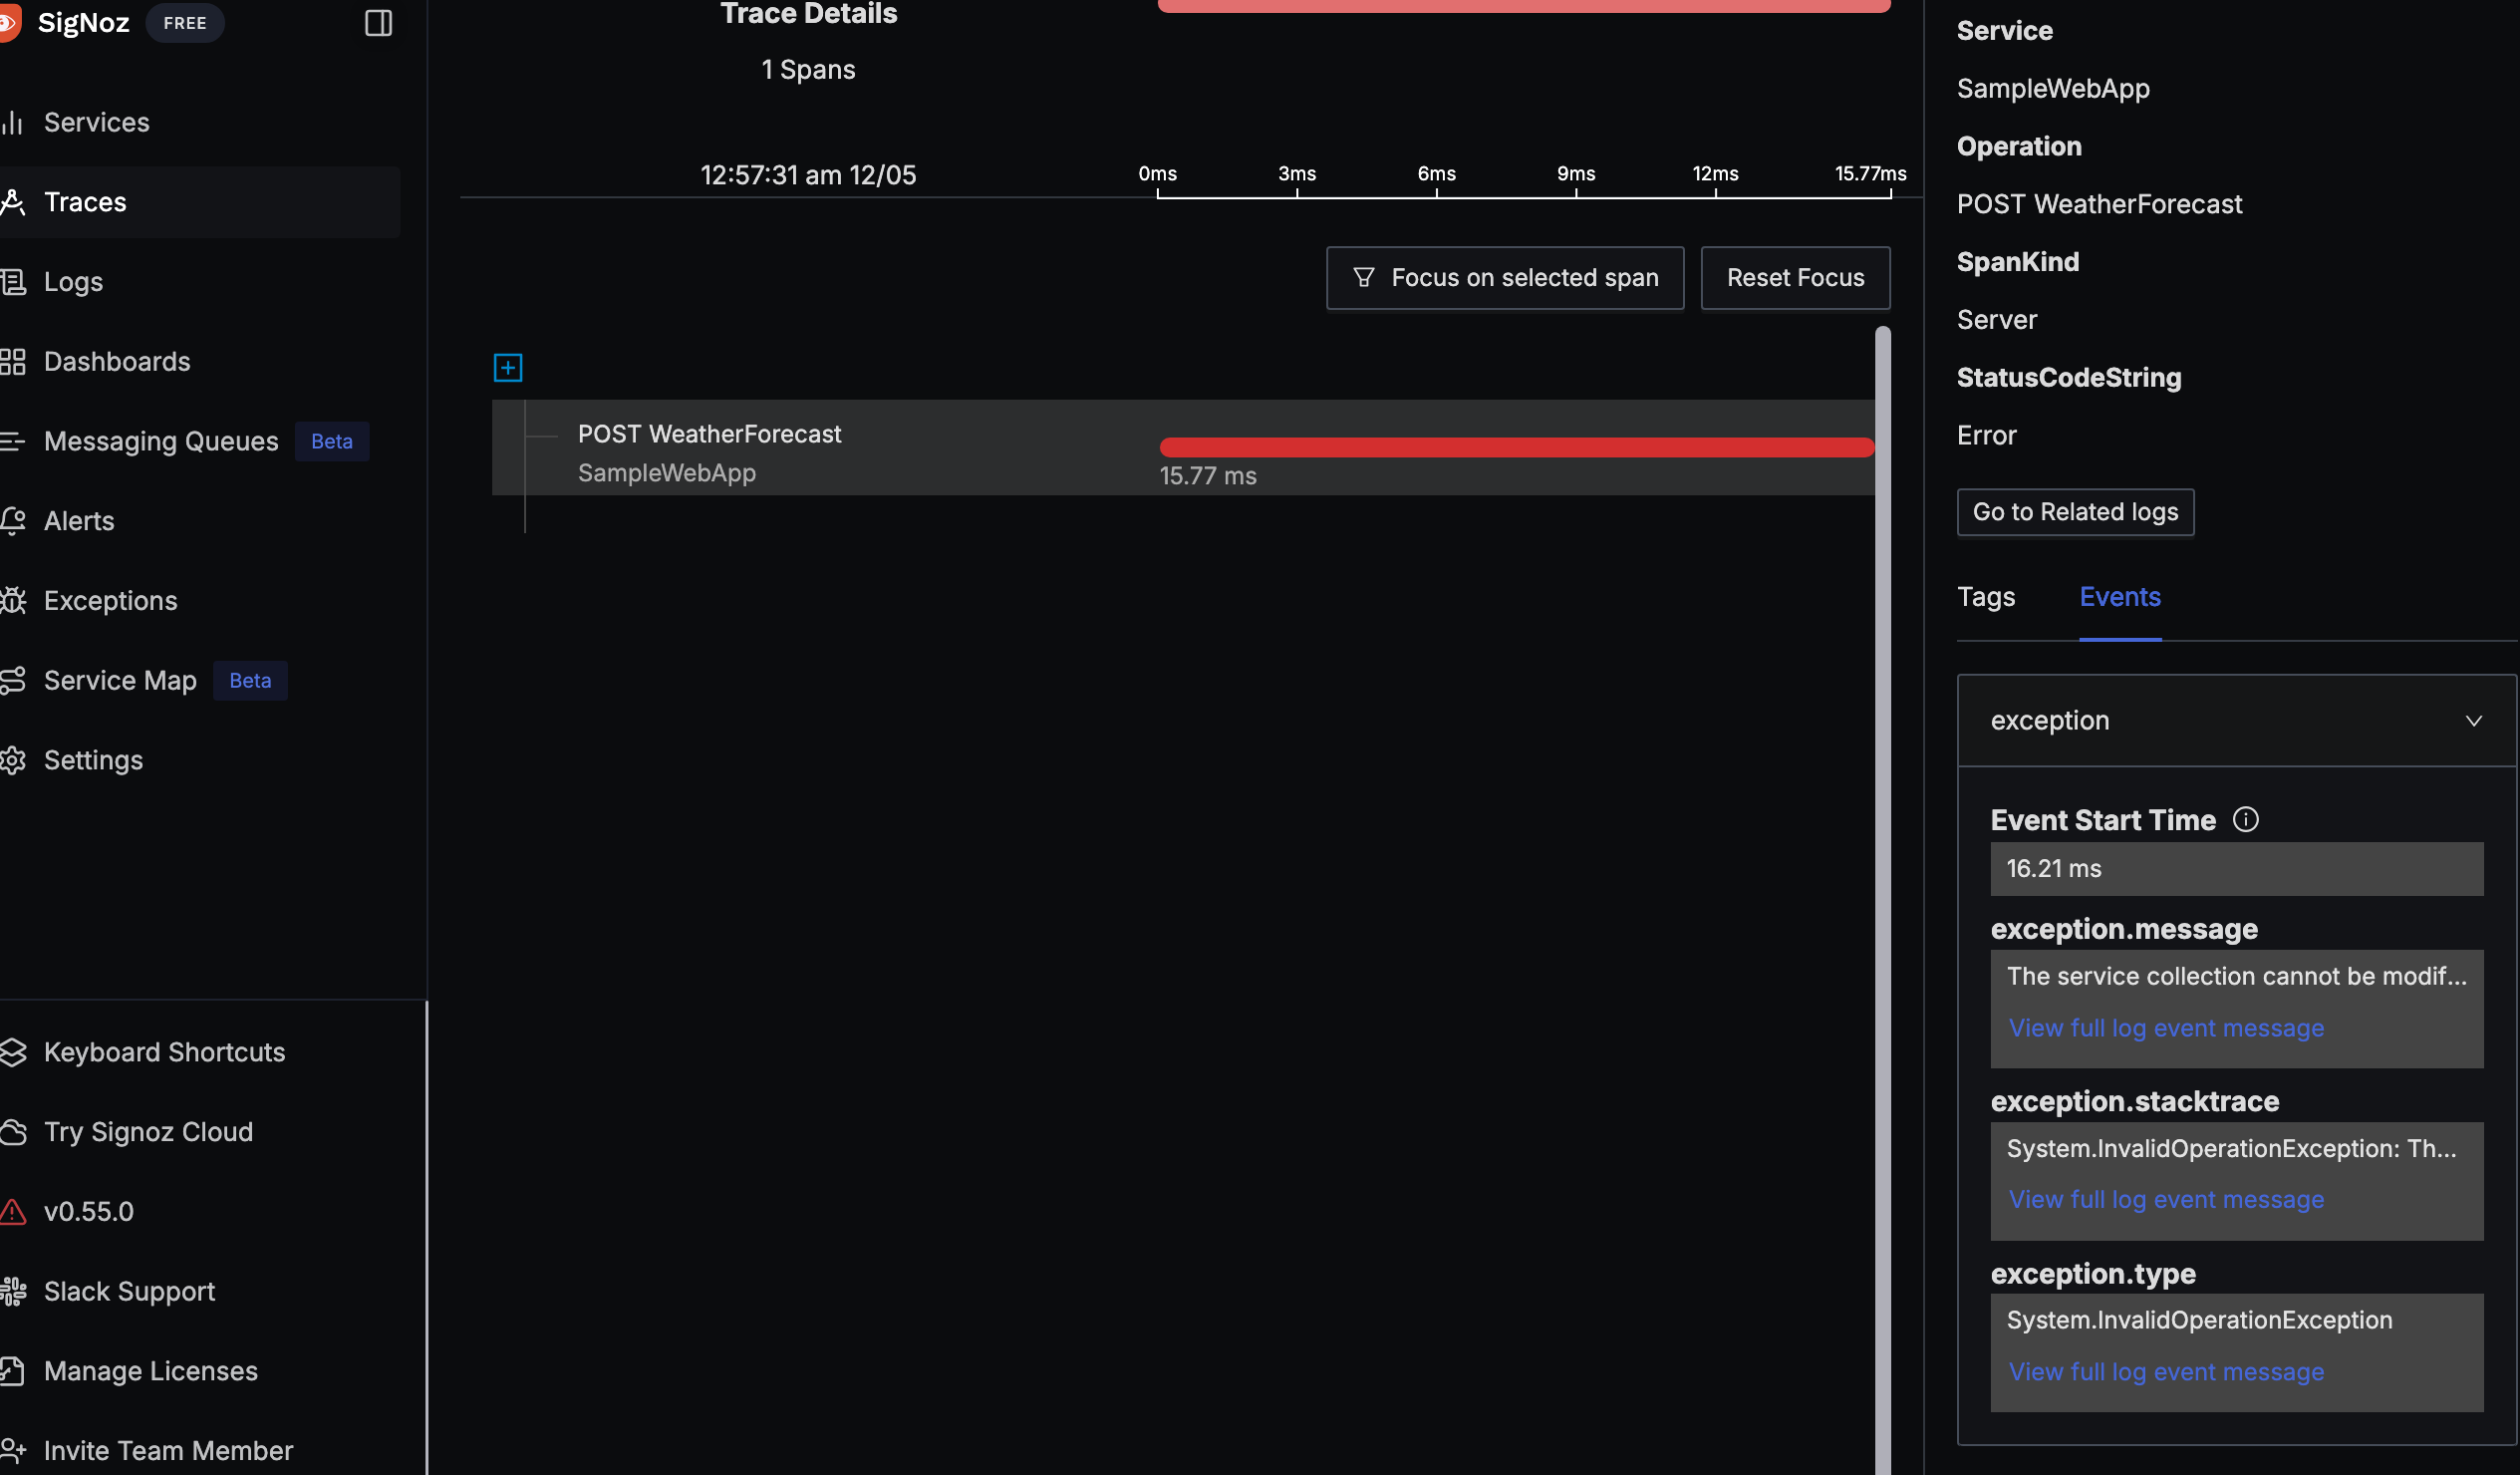 SigNoz FREE
Services
Traces
Logs
Dashboards
Messaging Queues Beta
Alerts
Exceptions
Service Map Beta
Settings
Keyboard Shortcuts
Try Signoz Cloud
v0.55.0
Slack Support
Manage Licenses
Invite Team Member
Trace Details
1 Spans
12:57:31 am 12/05
0ms 3ms 6ms 9ms 12ms 15.77ms
Focus on selected span Reset Focus
POST WeatherForecast
SampleWebApp
15.77 ms
Service
SampleWebApp
Operation
POST WeatherForecast
SpanKind
Server
StatusCodeString
Error
Go to Related logs
Tags Events
exception
Event Start Time
16.21 ms
exception.message
The service collection cannot be modif...
View full log event message
exception.stacktrace
System.InvalidOperationException: Th...
View full log event message
exception.type
System.InvalidOperationException
View full log event message